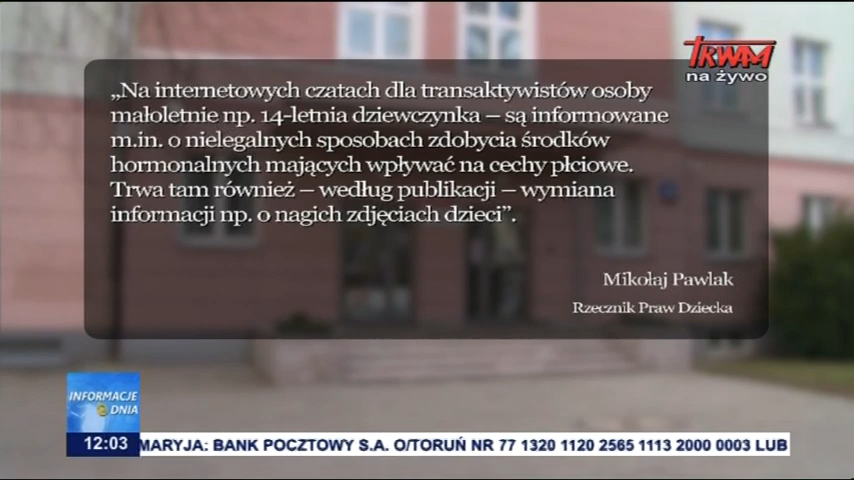 TRWAM
na żywo
„Na internetowych czatach dla transaktywistów osoby
małoletnie np. 14-letnia dziewczynka – są informowane
m.in. o nielegalnych sposobach zdobycia środków
hormonalnych mających wpływać na cechy płciowe.
Trwa tam również – według publikacji – wymiana
informacji np. o nagich zdjęciach dzieci”.
Mikołaj Pawlak
Rzecznik Praw Dziecka
INFORMACJE
DNIA
12:03 MARYJA: BANK POCZTOWY S.A. O/TORUŃ NR 77 1320 1120 2565 1113 2000 0003 LUB